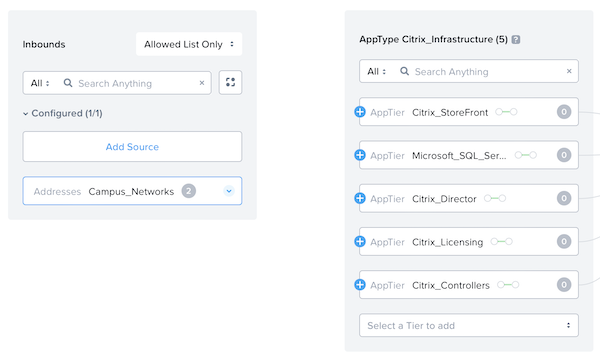 Inbounds
Allowed List Only
All
Search Anything
Configured (1/1)
Add Source
Addresses Campus_Networks 2
AppType Citrix_Infrastructure (5) ?
All
Search Anything
AppTier Citrix_StoreFront 0
AppTier Microsoft_SQL_Ser... 0
AppTier Citrix_Director 0
AppTier Citrix_Licensing 0
AppTier Citrix_Controllers 0
Select a Tier to add